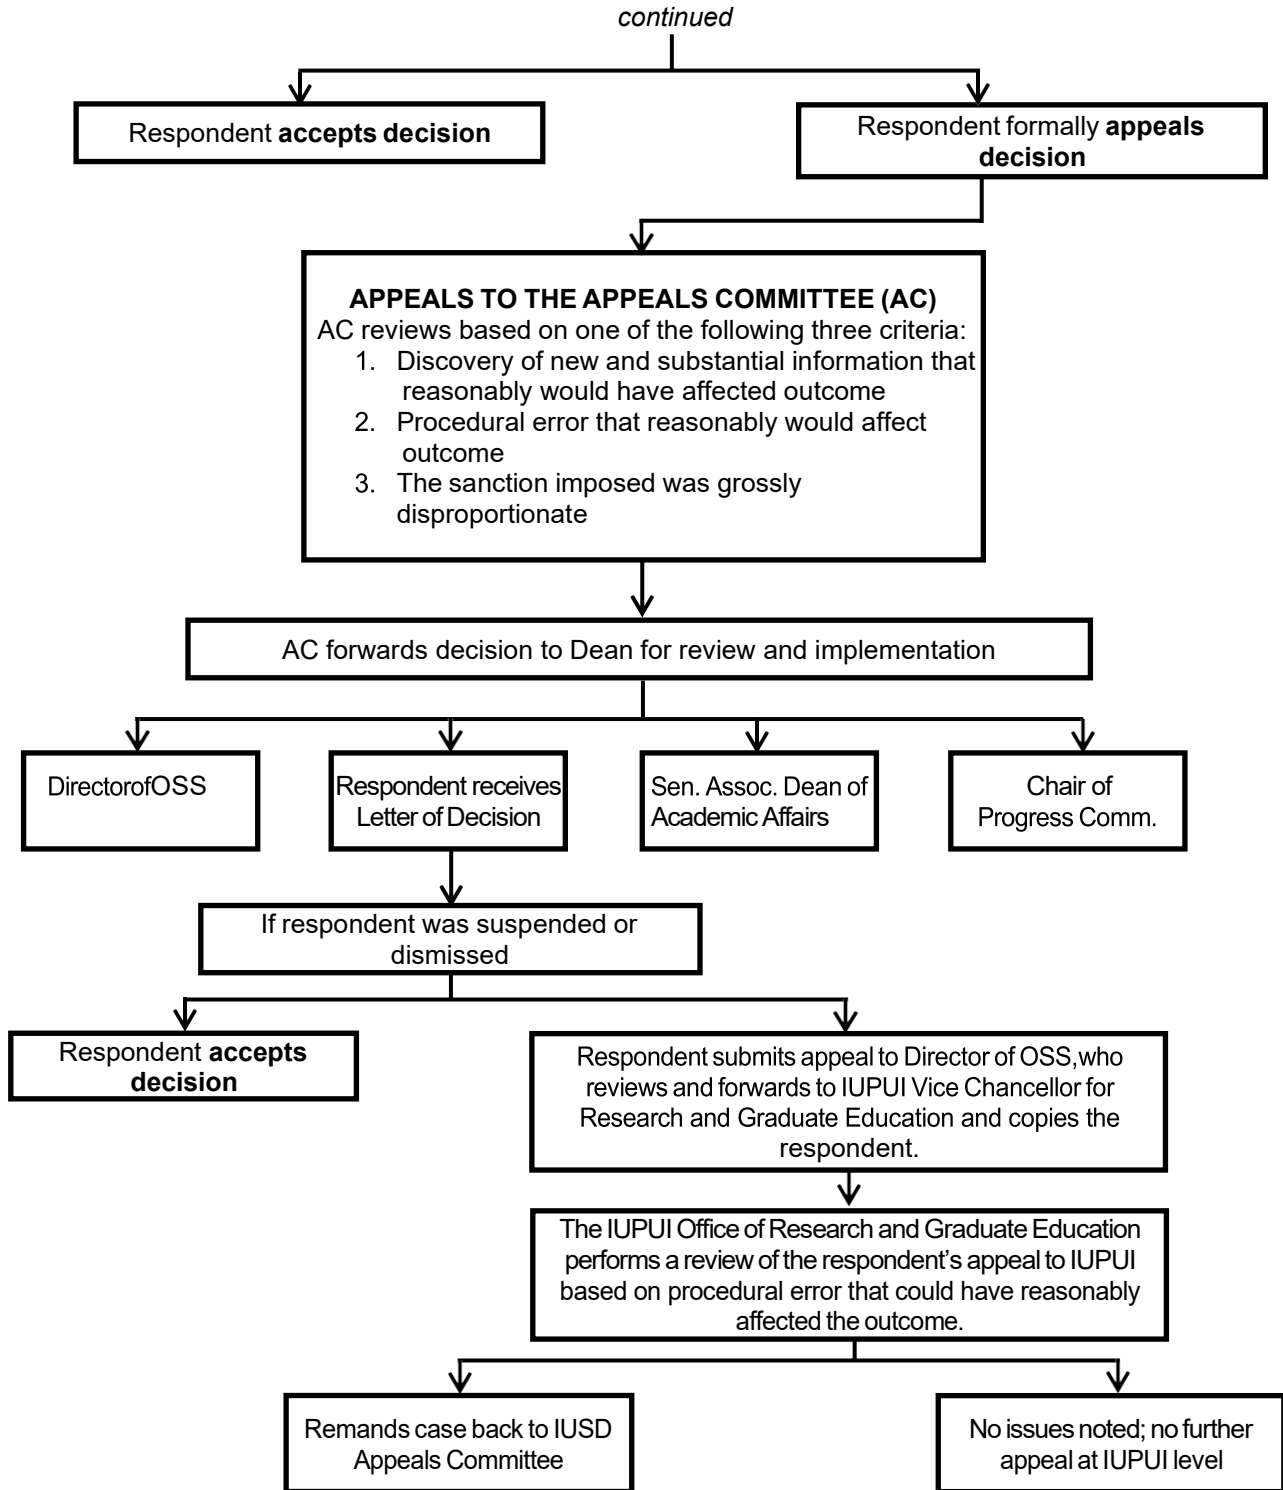 continued
Respondent accepts decision
Respondent formally appeals
decision
APPEALS TO THE APPEALS COMMITTEE (AC)
AC reviews based on one of the following three criteria:
1. Discovery of new and substantial information that
reasonably would have affected outcome
2. Procedural error that reasonably would affect
outcome
3. The sanction imposed was grossly
disproportionate
AC forwards decision to Dean for review and implementation
DirectorofOSS
Respondent receives
Letter of Decision
Sen. Assoc. Dean of
Academic Affairs
Chair of
Progress Comm.
If respondent was suspended or
dismissed
Respondent accepts
decision
Respondent submits appeal to Director of OSS,who
reviews and forwards to IUPUI Vice Chancellor for
Research and Graduate Education and copies the
respondent.
The IUPUI Office of Research and Graduate Education
performs a review of the respondent's appeal to IUPUI
based on procedural error that could have reasonably
affected the outcome.
Remands case back to IUSD
Appeals Committee
No issues noted; no further
appeal at IUPUI level